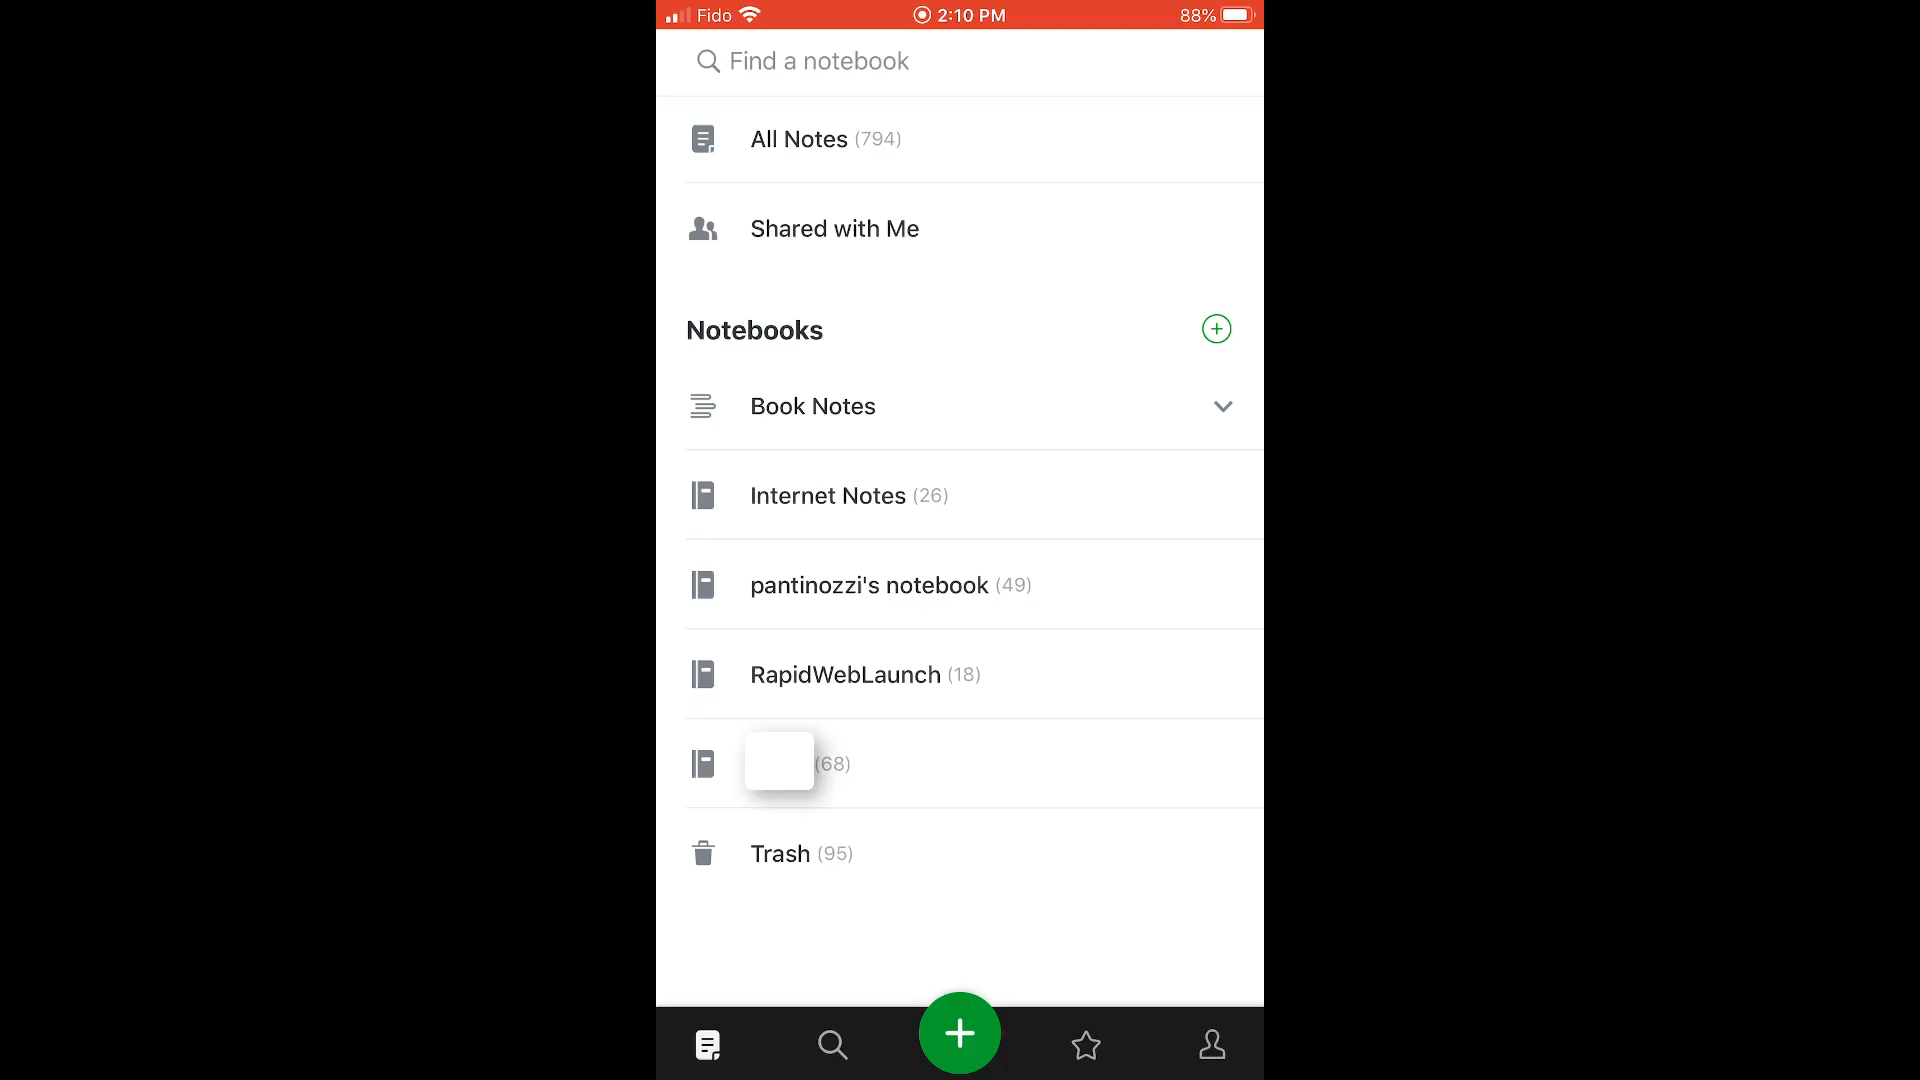 Fido 2:10 PM 88%
Find a notebook
All Notes (794)
Shared with Me
Notebooks
Book Notes
Internet Notes (26)
pantinozzi's notebook (49)
RapidWebLaunch (18)
(68)
Trash (95)